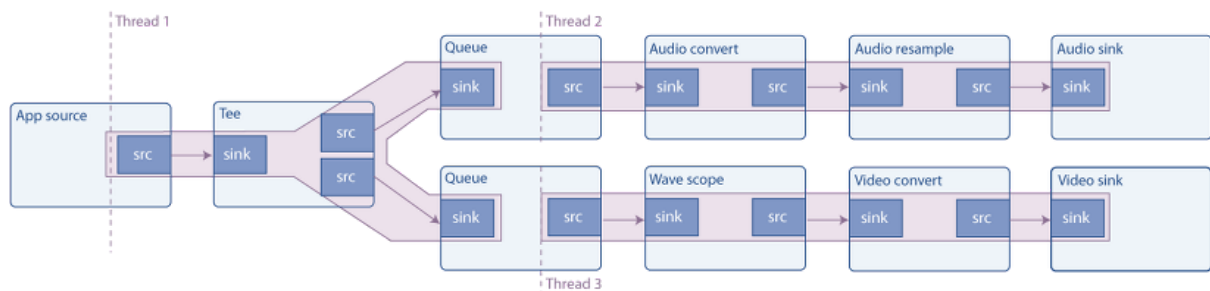 Thread 1
Thread 2
Queue
Audio convert
Audio resample
Audio sink
sink
src
sink
src
sink
src
sink
App source
Tee
src
src
sink
src
Queue
Wave scope
Video convert
Video sink
sink
src
sink
src
sink
src
sink
Thread 3